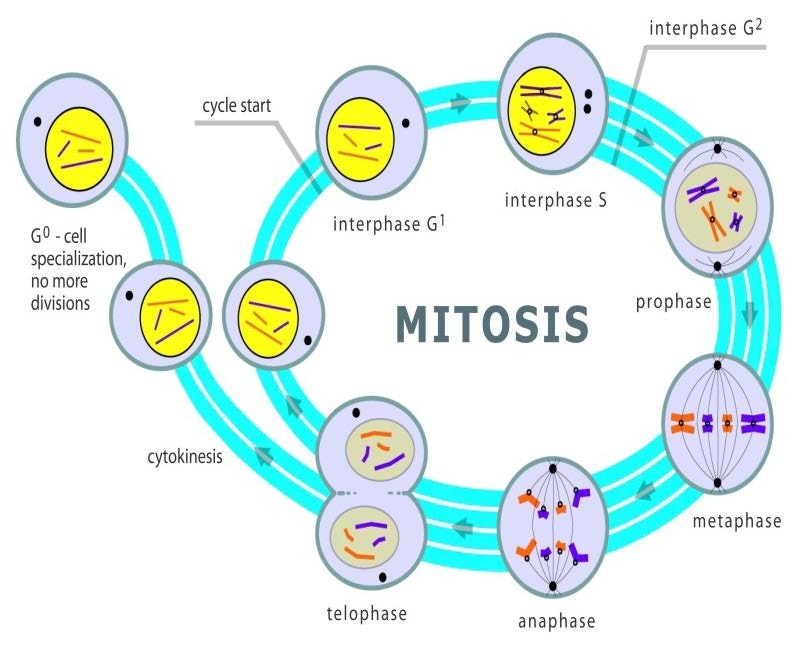 interphase G²
cycle start
interphase S
interphase G¹
G⁰ - cell
specialization,
no more
divisions
prophase
MITOSIS
cytokinesis
metaphase
telophase
anaphase